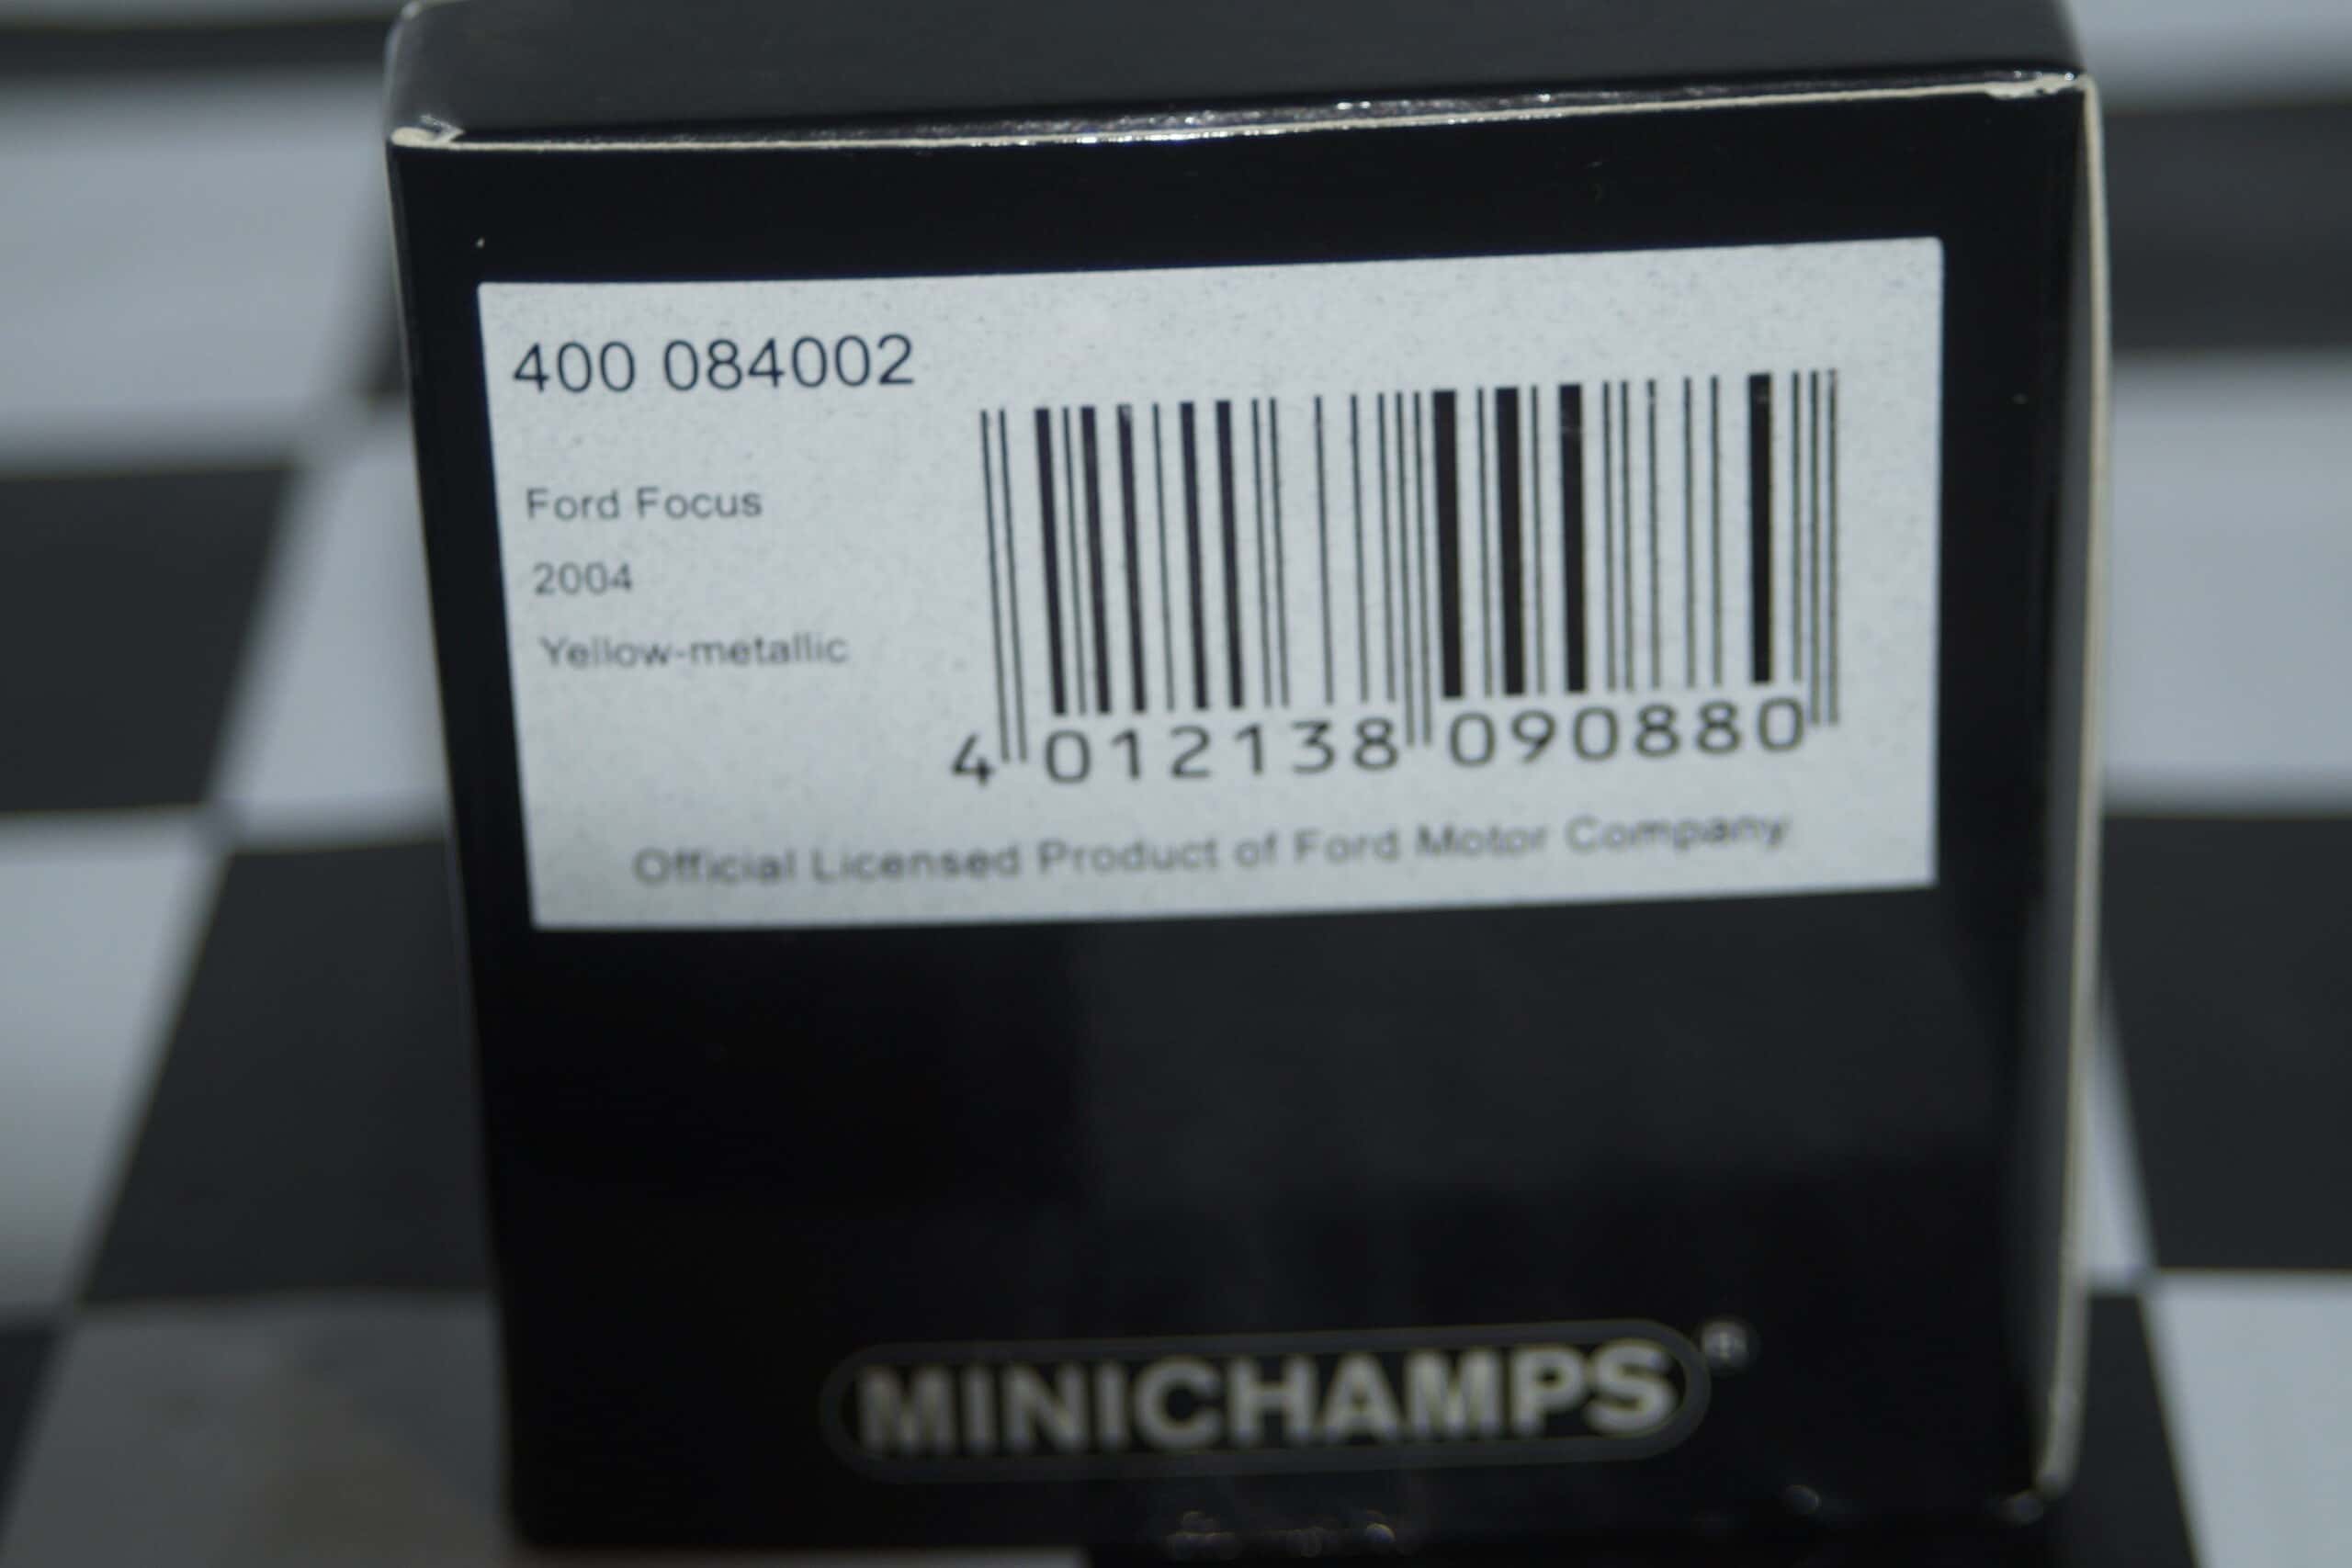 400 084002
Ford Focus
2004
Yellow-metallic
4 012138 090880
Official Licensed Product of Ford Motor Company
MINICHAMPS®